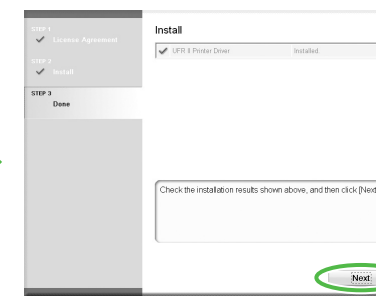 STEP 1
License Agreement
STEP 2
Install
STEP 3
Done
Install
UFR II Printer Driver Installed.
Check the installation results shown above, and then click [Next
Next